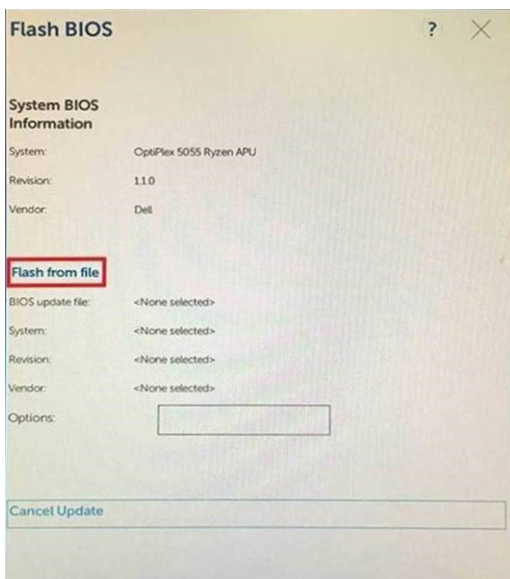 Flash BIOS
?
System BIOS
Information
System: OptiPlex 5055 Ryzen APU
Revision: 1.1.0
Vendor: Dell
Flash from file
BIOS update file: <None selected>
System: <None selected>
Revision: <None selected>
Vendor: <None selected>
Options:
Cancel Update